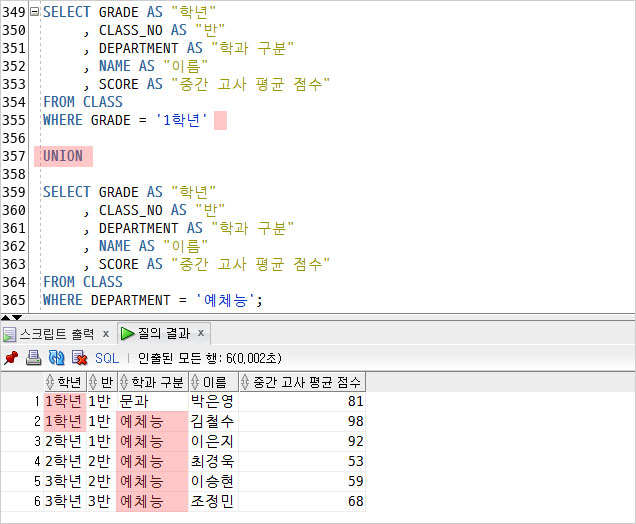 349 SELECT GRADE AS "학년"
350 , CLASS_NO AS "반"
351 , DEPARTMENT AS "학과 구분"
352 , NAME AS "이름"
353 , SCORE AS "중간 고사 평균 점수"
354 FROM CLASS
355 WHERE GRADE = '1학년'
356
357 UNION
358
359 SELECT GRADE AS "학년"
360 , CLASS_NO AS "반"
361 , DEPARTMENT AS "학과 구분"
362 , NAME AS "이름"
363 , SCORE AS "중간 고사 평균 점수"
364 FROM CLASS
365 WHERE DEPARTMENT = '예체능';
스크립트 출력 x 질의 결과 x
SQL | 인출된 모든 행: 6(0,002초)
학년 반 학과 구분 이름 중간 고사 평균 점수
1 1학년 1반 문과 박은영 81
2 1학년 1반 예체능 김철수 98
3 2학년 1반 예체능 이은지 92
4 2학년 2반 예체능 최경욱 53
5 3학년 2반 예체능 이승현 59
6 3학년 3반 예체능 조정민 68